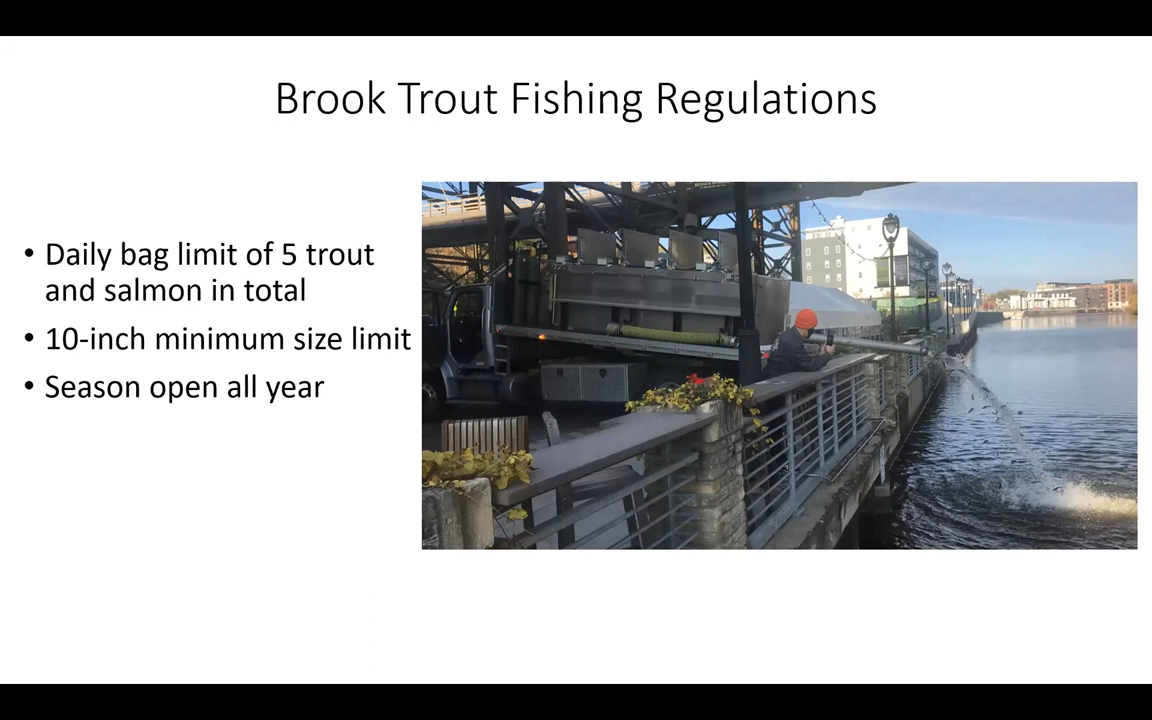 Brook Trout Fishing Regulations
• Daily bag limit of 5 trout
and salmon in total
• 10-inch minimum size limit
• Season open all year